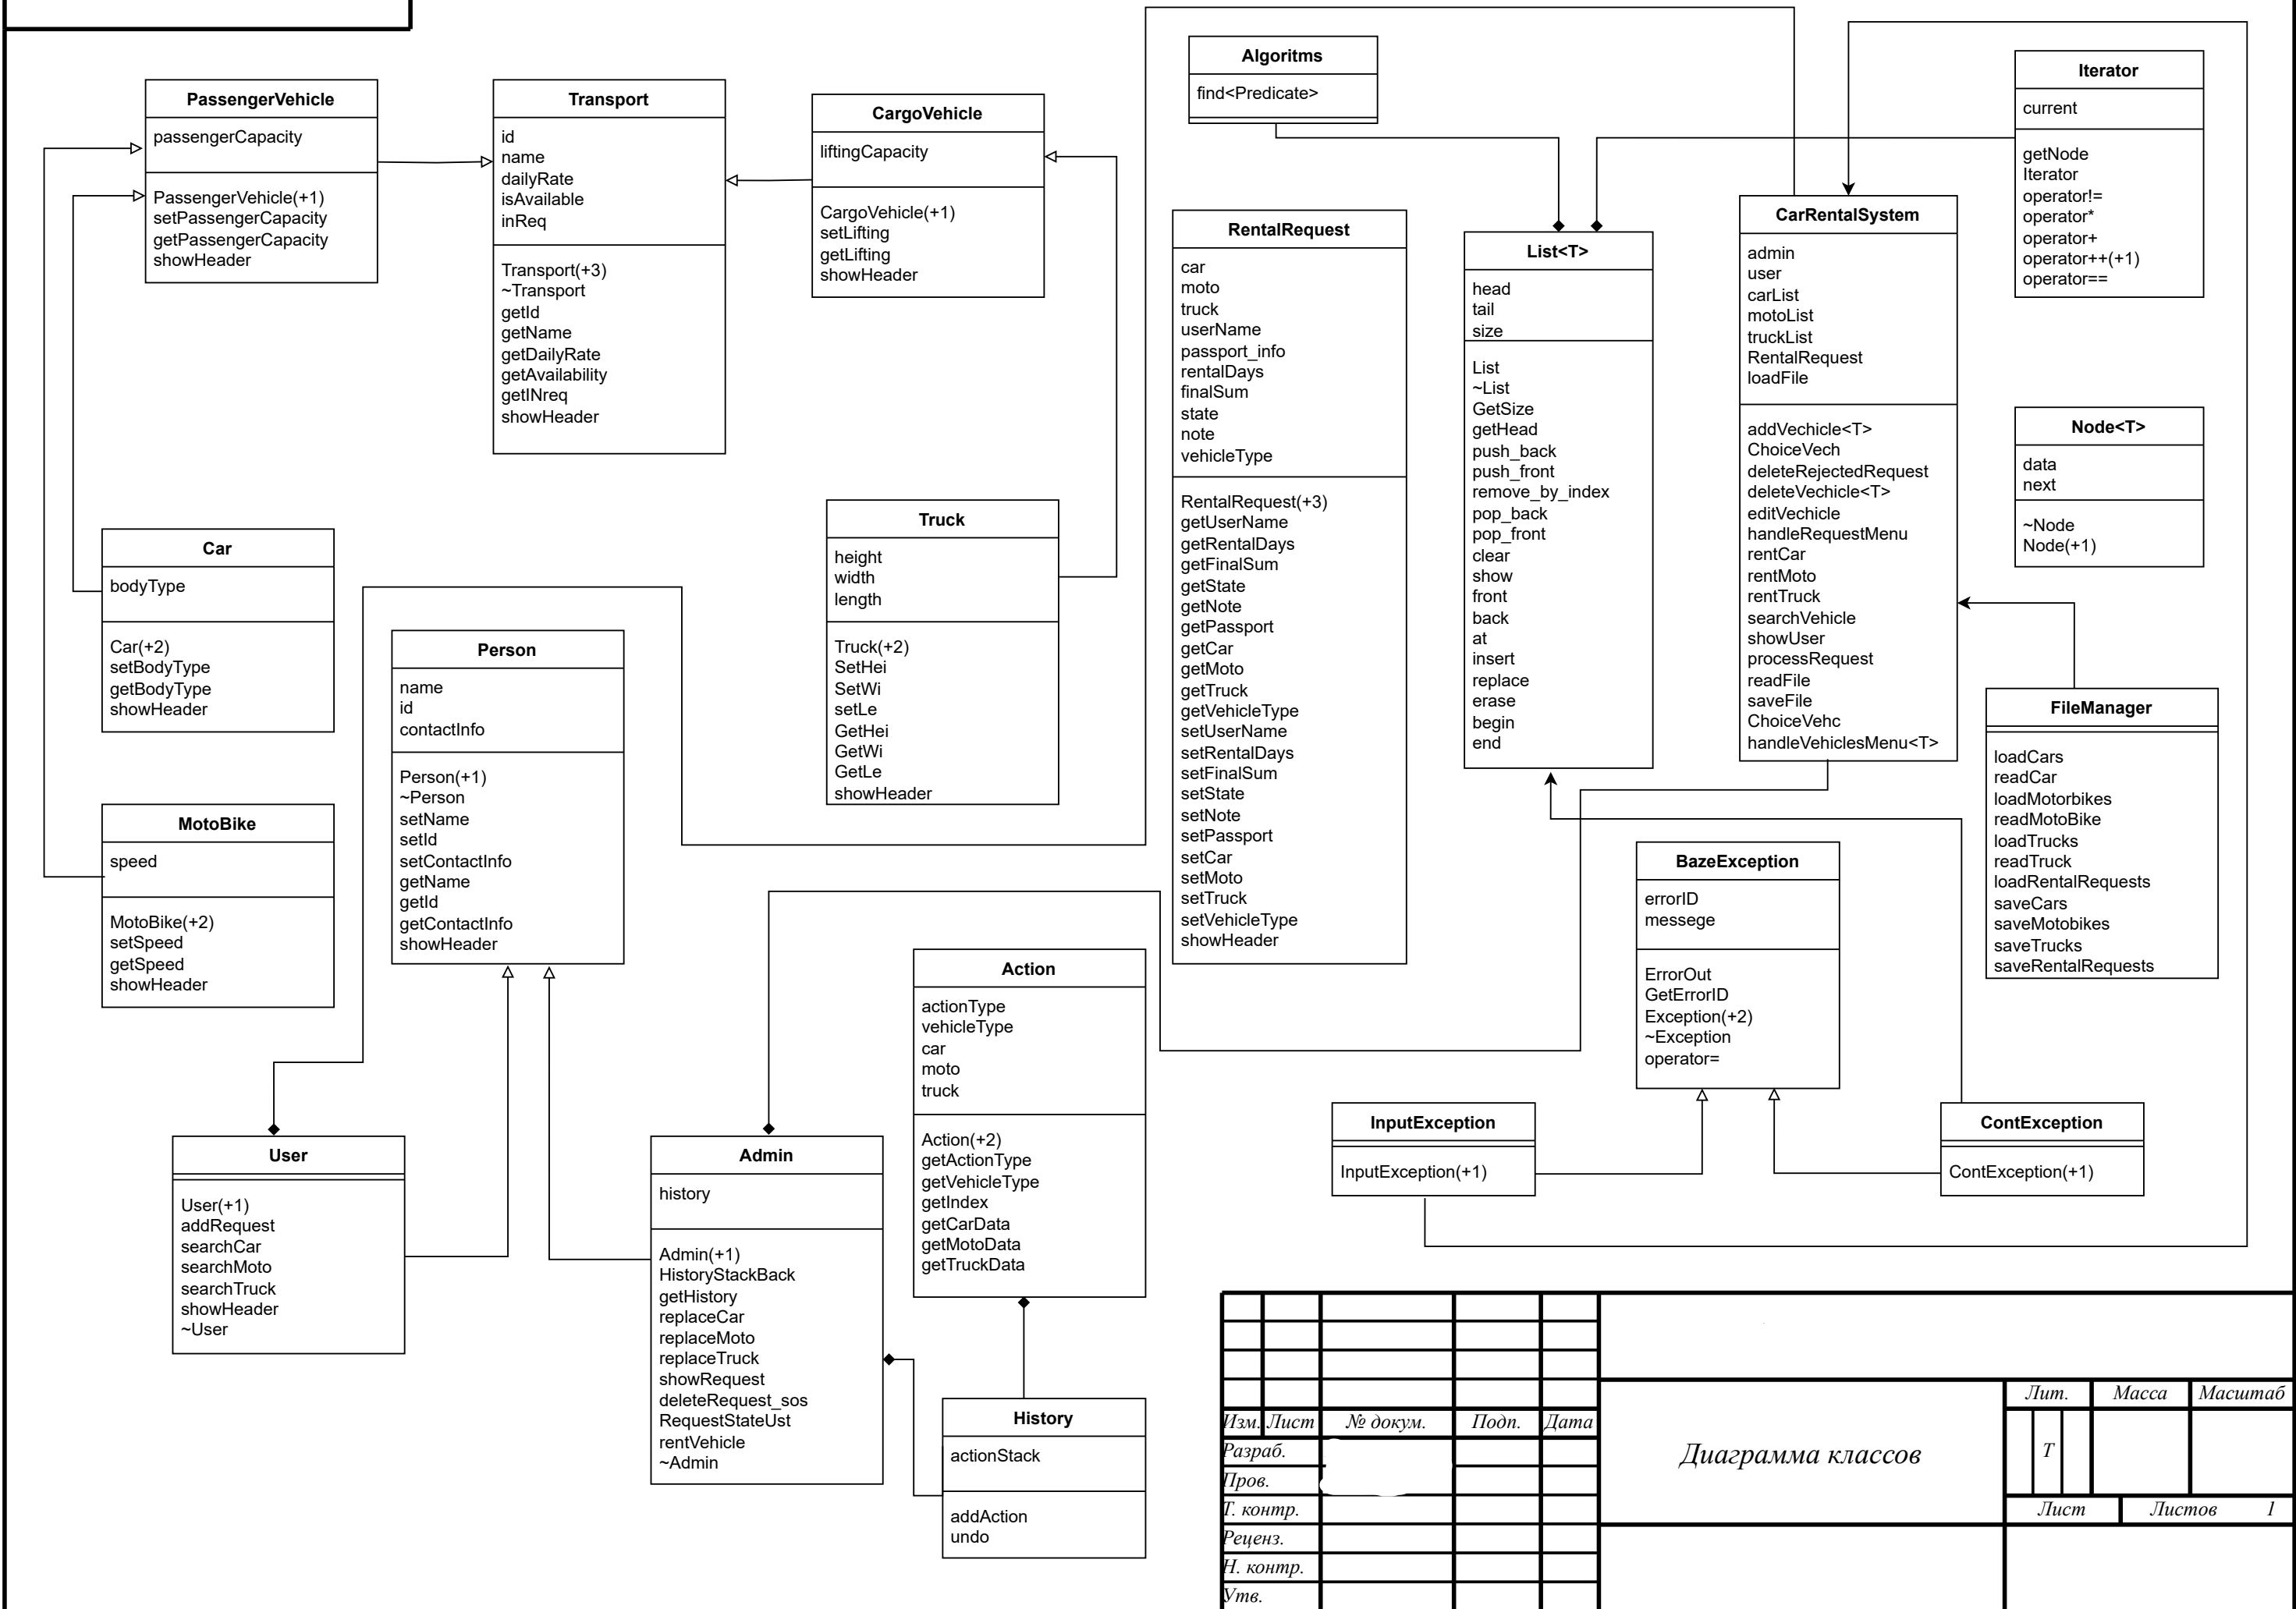 PassengerVehicle
passengerCapacity
PassengerVehicle(+1)
setPassengerCapacity
getPassengerCapacity
showHeader
Transport
id
name
dailyRate
isAvailable
inReq
Transport(+3)
~Transport
getId
getName
getDailyRate
getAvailability
getINreq
showHeader
CargoVehicle
liftingCapacity
CargoVehicle(+1)
setLifting
getLifting
showHeader
Algoritms
find<Predicate>
Iterator
current
getNode
Iterator
operator!=
operator*
operator+
operator++(+1)
operator==
RentalRequest
car
moto
truck
userName
passport_info
rentalDays
finalSum
state
note
vehicleType
RentalRequest(+3)
getUserName
getRentalDays
getFinalSum
getState
getNote
getPassport
getCar
getMoto
getTruck
getVehicleType
setUserName
setRentalDays
setFinalSum
setState
setNote
setPassport
setCar
setMoto
setTruck
setVehicleType
showHeader
List<T>
head
tail
size
List
~List
GetSize
getHead
push_back
push_front
remove_by_index
pop_back
pop_front
clear
show
front
back
at
insert
replace
erase
begin
end
CarRentalSystem
admin
user
carList
motoList
truckList
RentalRequest
loadFile
addVechicle<T>
ChoiceVech
deleteRejectedRequest
deleteVechicle<T>
editVechicle
handleRequestMenu
rentCar
rentMoto
rentTruck
searchVehicle
showUser
processRequest
readFile
saveFile
ChoiceVehc
handleVehiclesMenu<T>
Node<T>
data
next
~Node
Node(+1)
Car
bodyType
Car(+2)
setBodyType
getBodyType
showHeader
Person
name
id
contactInfo
Person(+1)
~Person
setName
setId
setContactInfo
getName
getId
getContactInfo
showHeader
Truck
height
width
length
Truck(+2)
SetHei
SetWi
setLe
GetHei
GetWi
GetLe
showHeader
FileManager
loadCars
readCar
loadMotorbikes
readMotoBike
loadTrucks
readTruck
loadRentalRequests
saveCars
saveMotobikes
saveTrucks
saveRentalRequests
MotoBike
speed
MotoBike(+2)
setSpeed
getSpeed
showHeader
BazeException
errorID
messege
ErrorOut
GetErrorID
Exception(+2)
~Exception
operator=
Action
actionType
vehicleType
car
moto
truck
Action(+2)
getActionType
getVehicleType
getIndex
getCarData
getMotoData
getTruckData
InputException
InputException(+1)
ContException
ContException(+1)
User
User(+1)
addRequest
searchCar
searchMoto
searchTruck
showHeader
~User
Admin
history
Admin(+1)
HistoryStackBack
getHistory
replaceCar
replaceMoto
replaceTruck
showRequest
deleteRequest_sos
RequestStateUst
rentVehicle
~Admin
History
actionStack
addAction
undo
Изм. Лист № докум. Подп. Дата
Разраб.
Пров.
Т. контр.
Реценз.
Н. контр.
Утв.
Диаграмма классов
Лит. Масса Масштаб
Т
Лист Листов 1